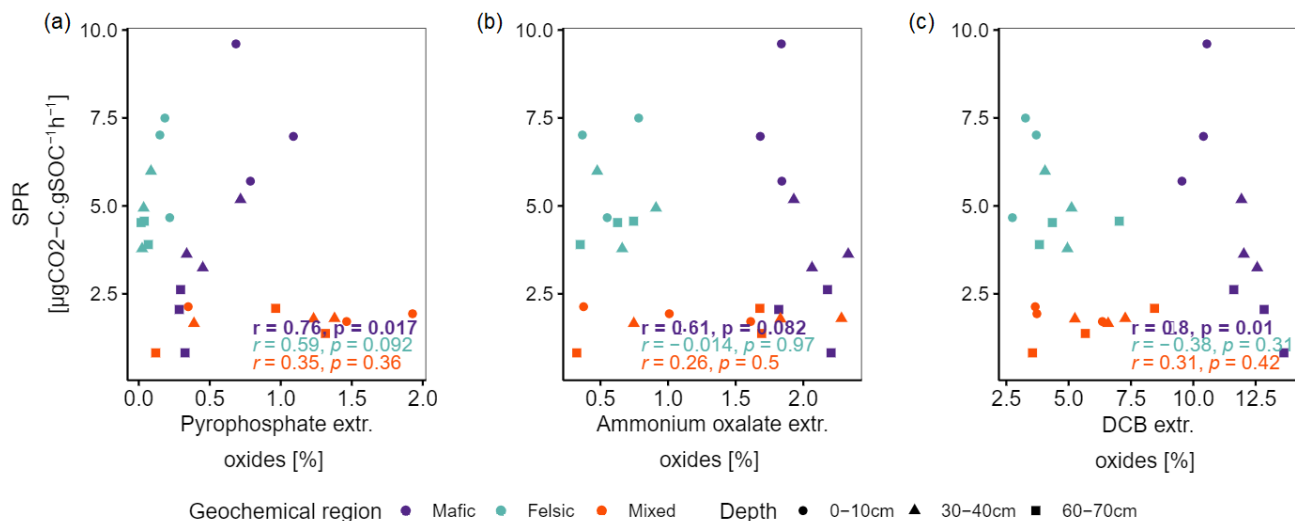 (a)
(b)
(c)
SPR
[µgCO2−C.gSOC⁻¹h⁻¹]
10.0
7.5
5.0
2.5
r = 0.76, p = 0.017
r = 0.59, p = 0.092
r = 0.35, p = 0.36
0.0 0.5 1.0 1.5 2.0
Pyrophosphate extr.
oxides [%]
10.0
7.5
5.0
2.5
r = 0.61, p = 0.082
r = −0.014, p = 0.97
r = 0.26, p = 0.5
0.5 1.0 1.5 2.0
Ammonium oxalate extr.
oxides [%]
10.0
7.5
5.0
2.5
r = 0.8, p = 0.01
r = −0.38, p = 0.31
r = 0.31, p = 0.42
2.5 5.0 7.5 10.0 12.5
DCB extr.
oxides [%]
Geochemical region Mafic Felsic Mixed Depth 0−10cm 30−40cm 60−70cm